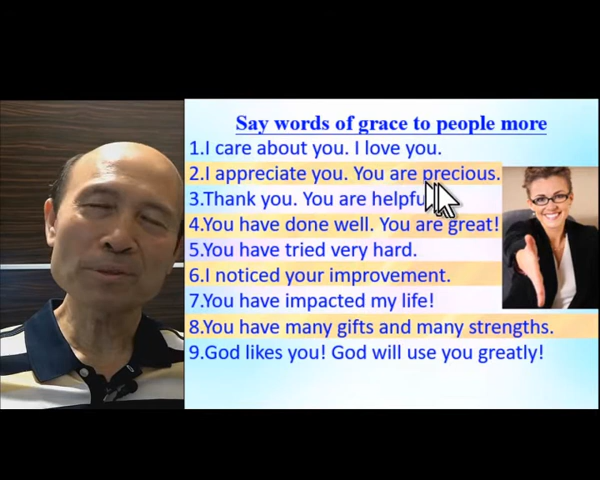 Say words of grace to people more
1.I care about you. I love you.
2.I appreciate you. You are precious.
3.Thank you. You are helpfu
4.You have done well. You are great!
5.You have tried very hard.
6.I noticed your improvement.
7.You have impacted my life!
8.You have many gifts and many strengths.
9.God likes you! God will use you greatly!